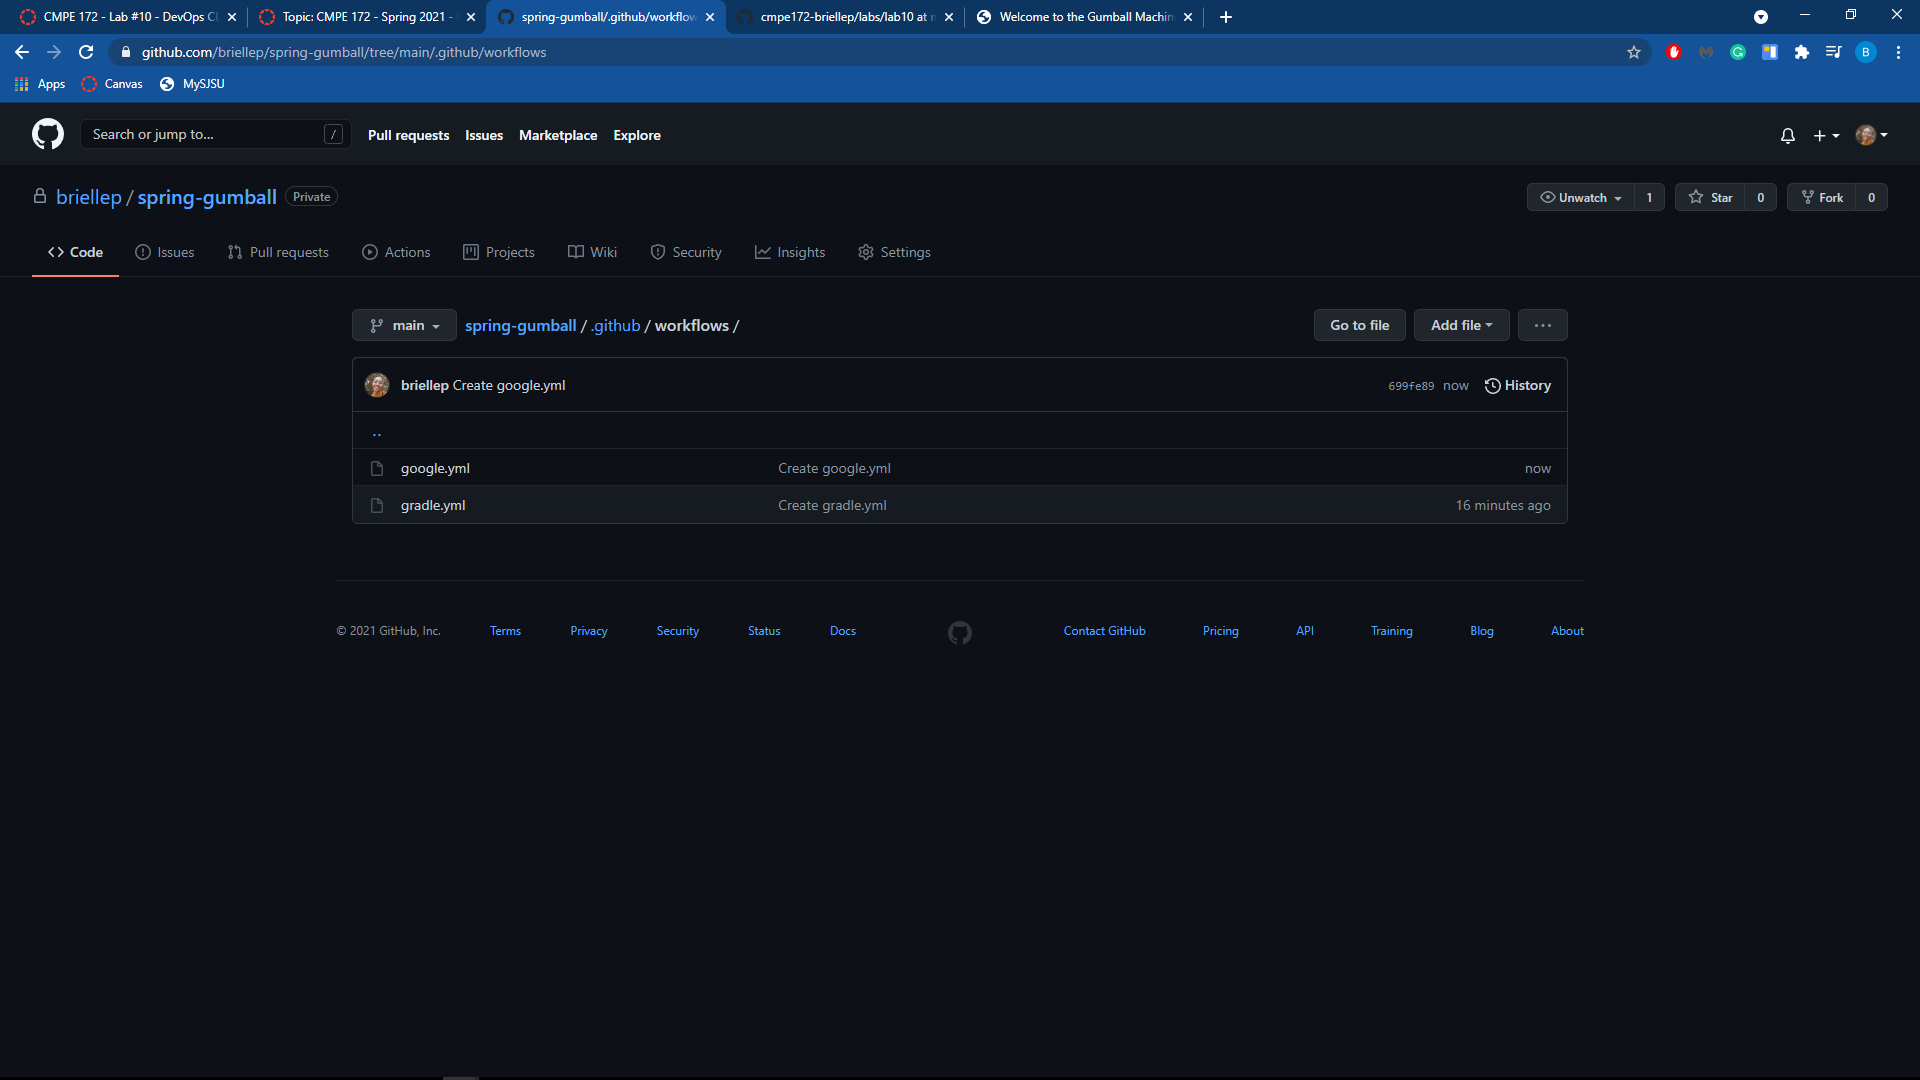 CMPE 172 - Lab #10 - DevOps Cl
Topic: CMPE 172 - Spring 2021 -
spring-gumball/.github/workflow
cmpe172-briellep/labs/lab10 at
Welcome to the Gumball Machin
github.com/briellep/spring-gumball/tree/main/.github/workflows
B
Apps
Canvas
MySJSU
Search or jump to...
/
Pull requests
Issues
Marketplace
Explore
briellep / spring-gumball
Private
Unwatch
1
Star
0
Fork
0
Code
Issues
Pull requests
Actions
Projects
Wiki
Security
Insights
Settings
main
spring-gumball / .github / workflows /
Go to file
Add file
...
briellep Create google.yml
699fe89 now
History
..
google.yml
Create google.yml
now
gradle.yml
Create gradle.yml
16 minutes ago
© 2021 GitHub, Inc.
Terms
Privacy
Security
Status
Docs
Contact GitHub
Pricing
API
Training
Blog
About